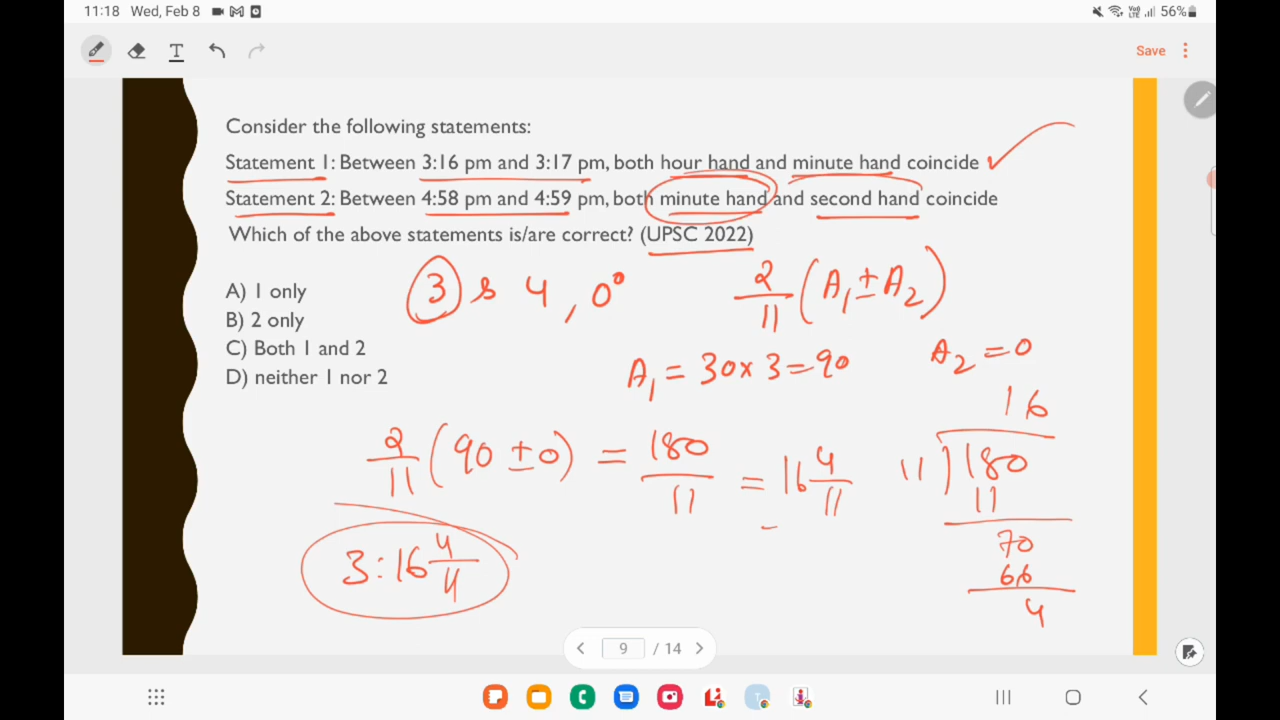 11:18 Wed, Feb 8
56%
T
Save
Consider the following statements:
Statement 1: Between 3:16 pm and 3:17 pm, both hour hand and minute hand coincide
Statement 2: Between 4:58 pm and 4:59 pm, both minute hand and second hand coincide
Which of the above statements is/are correct? (UPSC 2022)
A) 1 only
B) 2 only
C) Both 1 and 2
D) neither 1 nor 2
3 & 4, 0°
2/11 (A₁ ± A₂)
A₁ = 30 x 3 = 90
A₂ = 0
2/11 (90 ± 0) = 180/11 = 16 4/11
16
11) 180
11
70
66
4
3:16 4/11
9 / 14